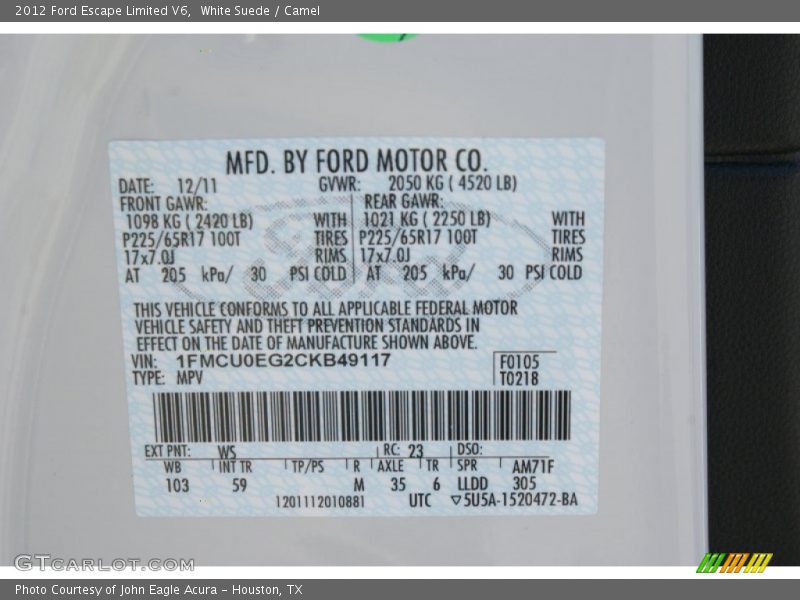 2012 Ford Escape Limited V6, White Suede / Camel
MFD. BY FORD MOTOR CO.
DATE: 12/11 GVWR: 2050 KG ( 4520 LB)
FRONT GAWR: REAR GAWR:
1098 KG ( 2420 LB) WITH 1021 KG ( 2250 LB) WITH
P225/65R17 100T TIRES P225/65R17 100T TIRES
17x7.0J RIMS 17x7.0J RIMS
AT 205 kPa/ 30 PSI COLD AT 205 kPa/ 30 PSI COLD
THIS VEHICLE CONFORMS TO ALL APPLICABLE FEDERAL MOTOR
VEHICLE SAFETY AND THEFT PREVENTION STANDARDS IN
EFFECT ON THE DATE OF MANUFACTURE SHOWN ABOVE.
VIN: 1FMCU0EG2CKB49117 F0105
TYPE: MPV T0218
EXT PNT: WS RC: 23 DSO:
WB INT TR TP/PS R AXLE TR SPR AM71F
103 59 M 35 6 LLDD 305
1201112010881 UTC ▽5U5A-1520472-BA
GTCARLOT.COM
Photo Courtesy of John Eagle Acura - Houston, TX